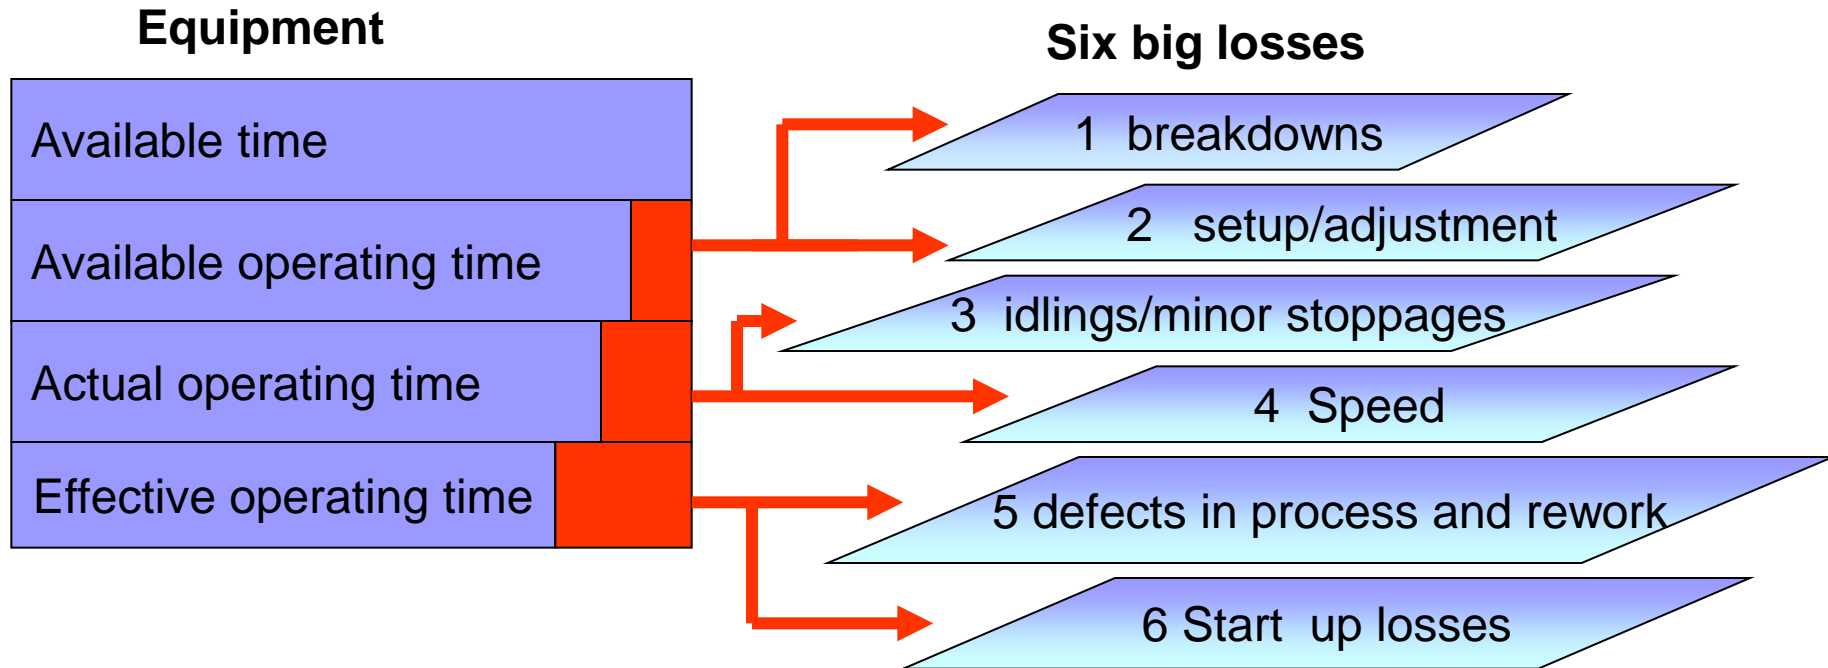 Equipment
Six big losses
Available time
Available operating time
Actual operating time
Effective operating time
1 breakdowns
2 setup/adjustment
3 idlings/minor stoppages
4 Speed
5 defects in process and rework
6 Start up losses